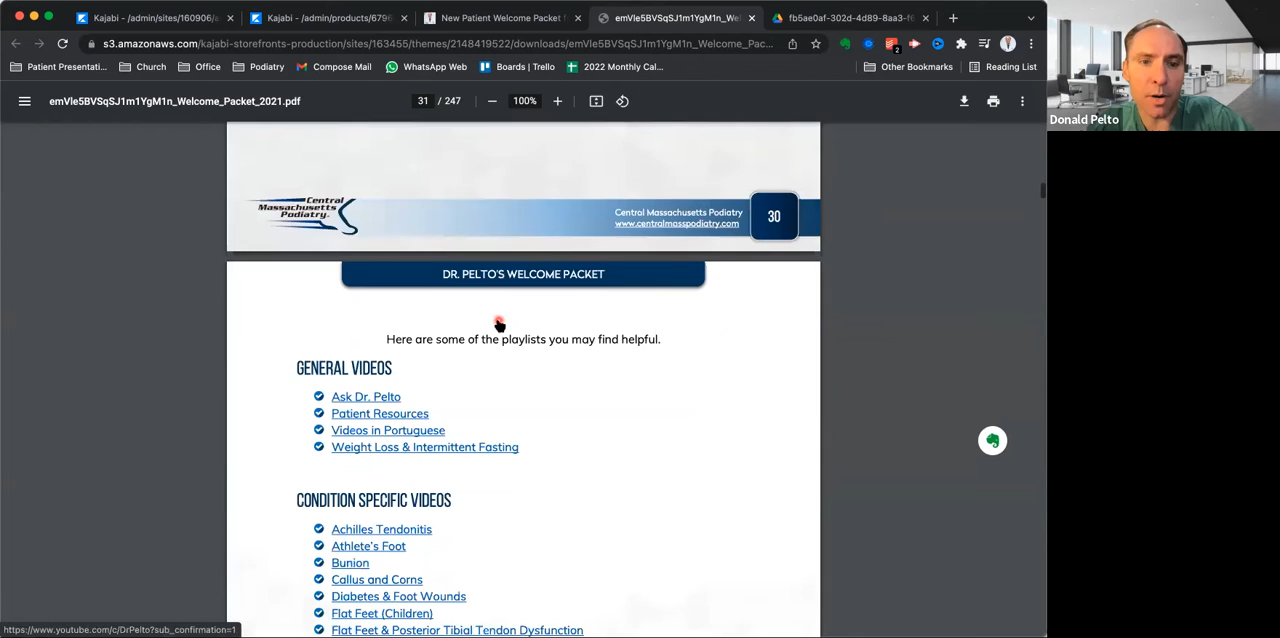 Kajabi - /admin/sites/160906/a
Kajabi - /admin/products/6796
New Patient Welcome Packet f
emVle5BVSqSJ1m1YgM1n_Wel
fb5ae0af-302d-4d89-8aa3-f6
s3.amazonaws.com/kajabi-storefronts-production/sites/163455/themes/2148419522/downloads/emVle5BVSqSJ1m1YgM1n_Welcome_Pac...
2
Patient Presentati...
Church
Office
Podiatry
Compose Mail
WhatsApp Web
Boards | Trello
2022 Monthly Cal...
Other Bookmarks
Reading List
emVle5BVSqSJ1m1YgM1n_Welcome_Packet_2021.pdf
31 / 247
100%
Donald Pelto
Central
Massachusetts
Podiatry
Central Massachusetts Podiatry
www.centralmasspodiatry.com
30
DR. PELTO'S WELCOME PACKET
Here are some of the playlists you may find helpful.
GENERAL VIDEOS
Ask Dr. Pelto
Patient Resources
Videos in Portuguese
Weight Loss & Intermittent Fasting
CONDITION SPECIFIC VIDEOS
Achilles Tendonitis
Athlete's Foot
Bunion
Callus and Corns
Diabetes & Foot Wounds
Flat Feet (Children)
Flat Feet & Posterior Tibial Tendon Dysfunction
https://www.youtube.com/c/DrPelto?sub_confirmation=1